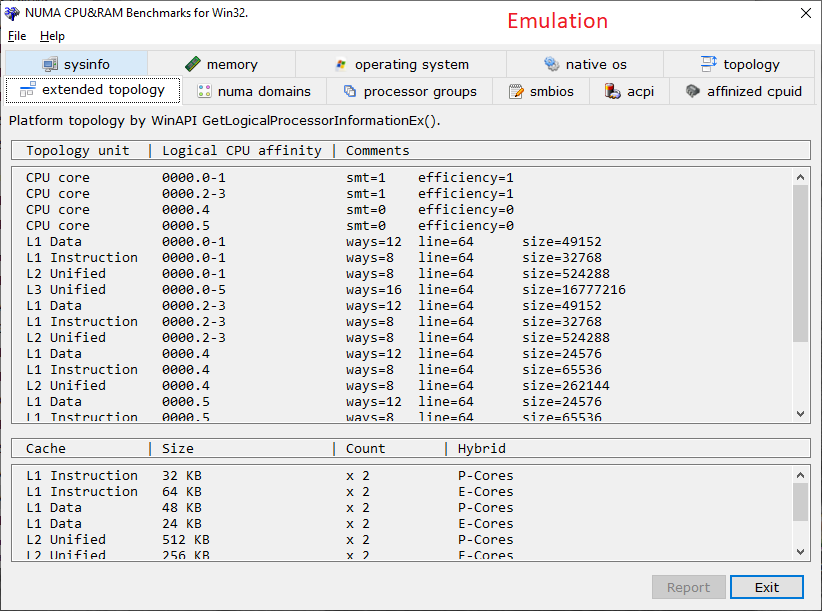 NUMA CPU&RAM Benchmarks for Win32.
Emulation
File Help
sysinfo memory operating system native os topology
extended topology numa domains processor groups smbios acpi affinized cpuid
Platform topology by WinAPI GetLogicalProcessorInformationEx().
Topology unit | Logical CPU affinity | Comments
CPU core 0000.0-1 smt=1 efficiency=1
CPU core 0000.2-3 smt=1 efficiency=1
CPU core 0000.4 smt=0 efficiency=0
CPU core 0000.5 smt=0 efficiency=0
L1 Data 0000.0-1 ways=12 line=64 size=49152
L1 Instruction 0000.0-1 ways=8 line=64 size=32768
L2 Unified 0000.0-1 ways=8 line=64 size=524288
L3 Unified 0000.0-5 ways=16 line=64 size=16777216
L1 Data 0000.2-3 ways=12 line=64 size=49152
L1 Instruction 0000.2-3 ways=8 line=64 size=32768
L2 Unified 0000.2-3 ways=8 line=64 size=524288
L1 Data 0000.4 ways=12 line=64 size=24576
L1 Instruction 0000.4 ways=8 line=64 size=65536
L2 Unified 0000.4 ways=8 line=64 size=262144
L1 Data 0000.5 ways=12 line=64 size=24576
L1 Instruction 0000.5 ways=8 line=64 size=65536
Cache | Size | Count | Hybrid
L1 Instruction 32 KB x 2 P-Cores
L1 Instruction 64 KB x 2 E-Cores
L1 Data 48 KB x 2 P-Cores
L1 Data 24 KB x 2 E-Cores
L2 Unified 512 KB x 2 P-Cores
L2 Unified 256 KB x 2 E-Cores
Report Exit